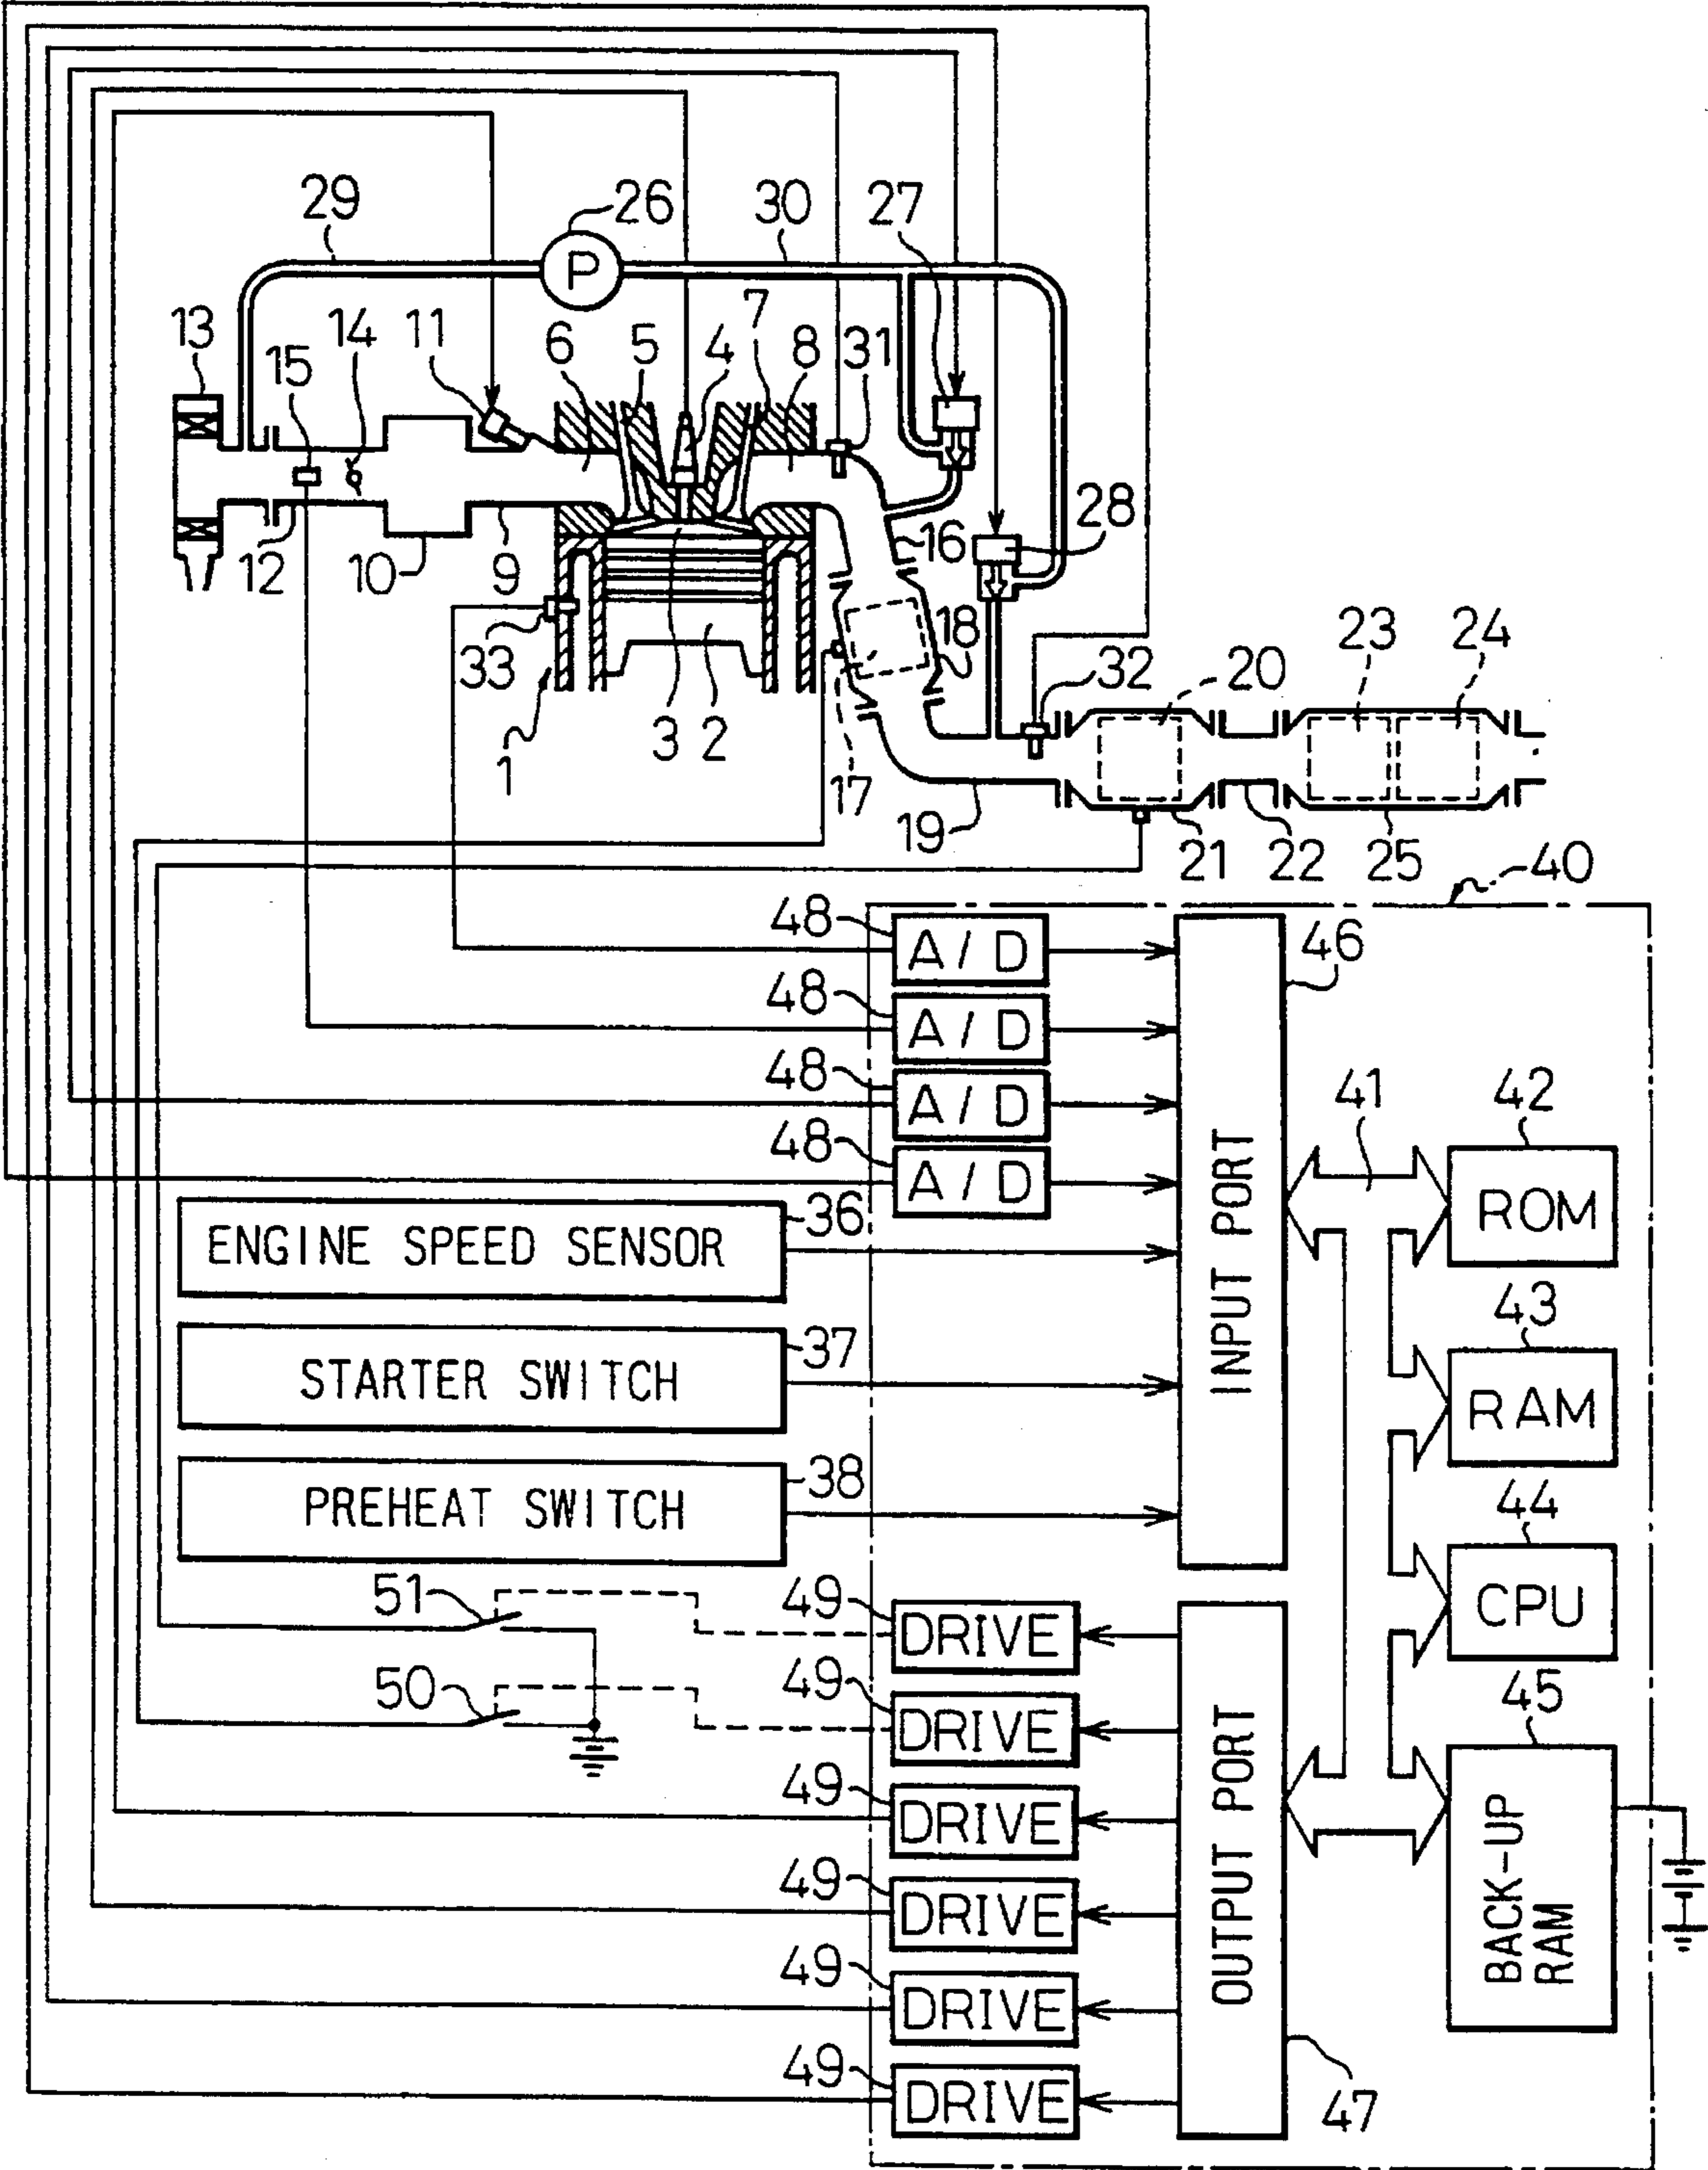 29
26
30
27
13
15
14
11
6
5
4
7
8
31
P
12
10
9
16
28
33
18
1
3
2
17
19
32
20
23
24
21
22
25
40
48
A/D
46
48
A/D
48
A/D
48
A/D
41
42
ROM
36
ENGINE SPEED SENSOR
INPUT PORT
43
RAM
37
STARTER SWITCH
38
PREHEAT SWITCH
44
CPU
51
49
DRIVE
50
49
DRIVE
45
BACK-UP
RAM
49
DRIVE
OUTPUT PORT
49
DRIVE
49
DRIVE
49
DRIVE
47